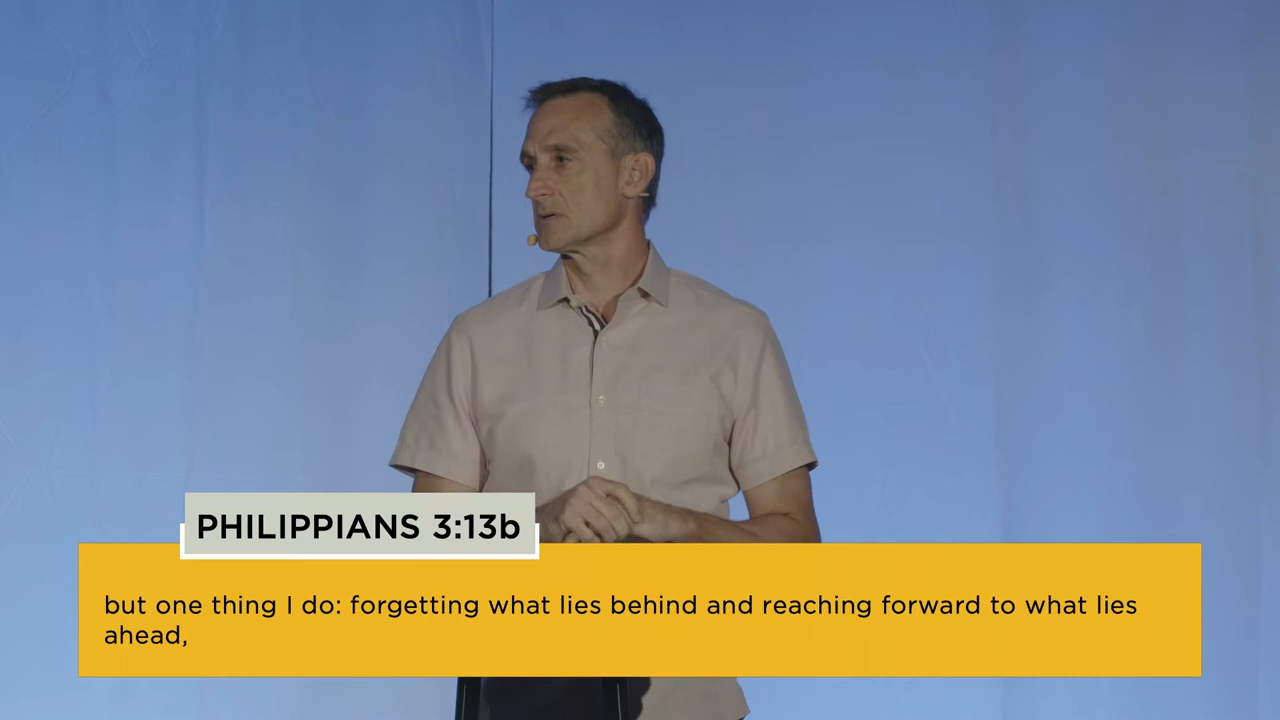 PHILIPPIANS 3:13b
but one thing I do: forgetting what lies behind and reaching forward to what lies
ahead,